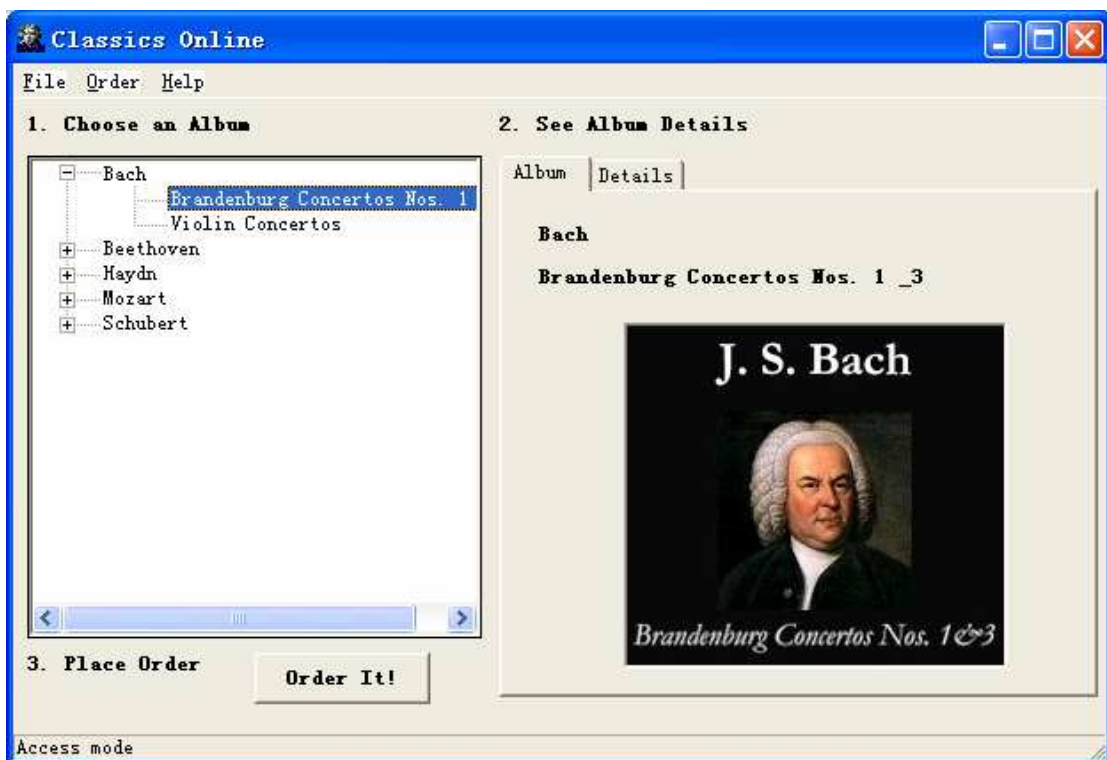 Classics Online
File Order Help
1. Choose an Album
Bach
Brandenburg Concertos Nos. 1
Violin Concertos
Beethoven
Haydn
Mozart
Schubert
3. Place Order
Order It!
2. See Album Details
Album Details
Bach
Brandenburg Concertos Nos. 1 _3
J. S. Bach
Brandenburg Concertos Nos. 1&3
Access mode